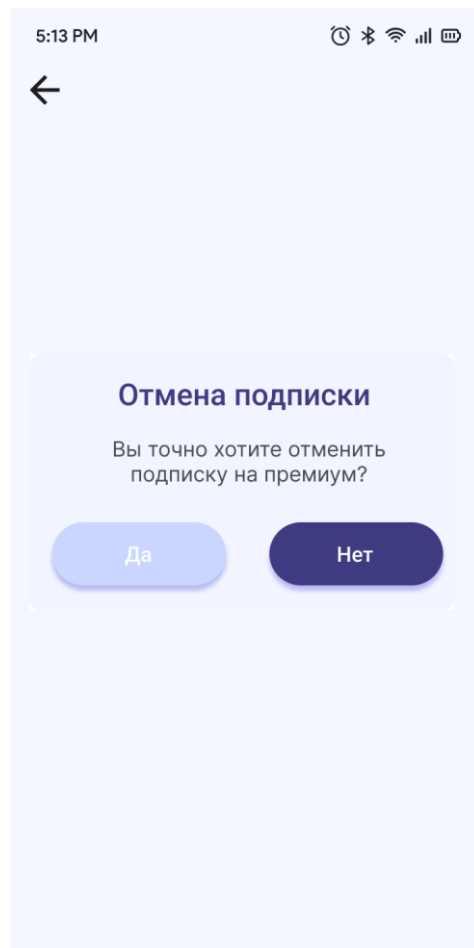 5:13 PM
Отмена подписки
Вы точно хотите отменить
подписку на премиум?
Да
Нет